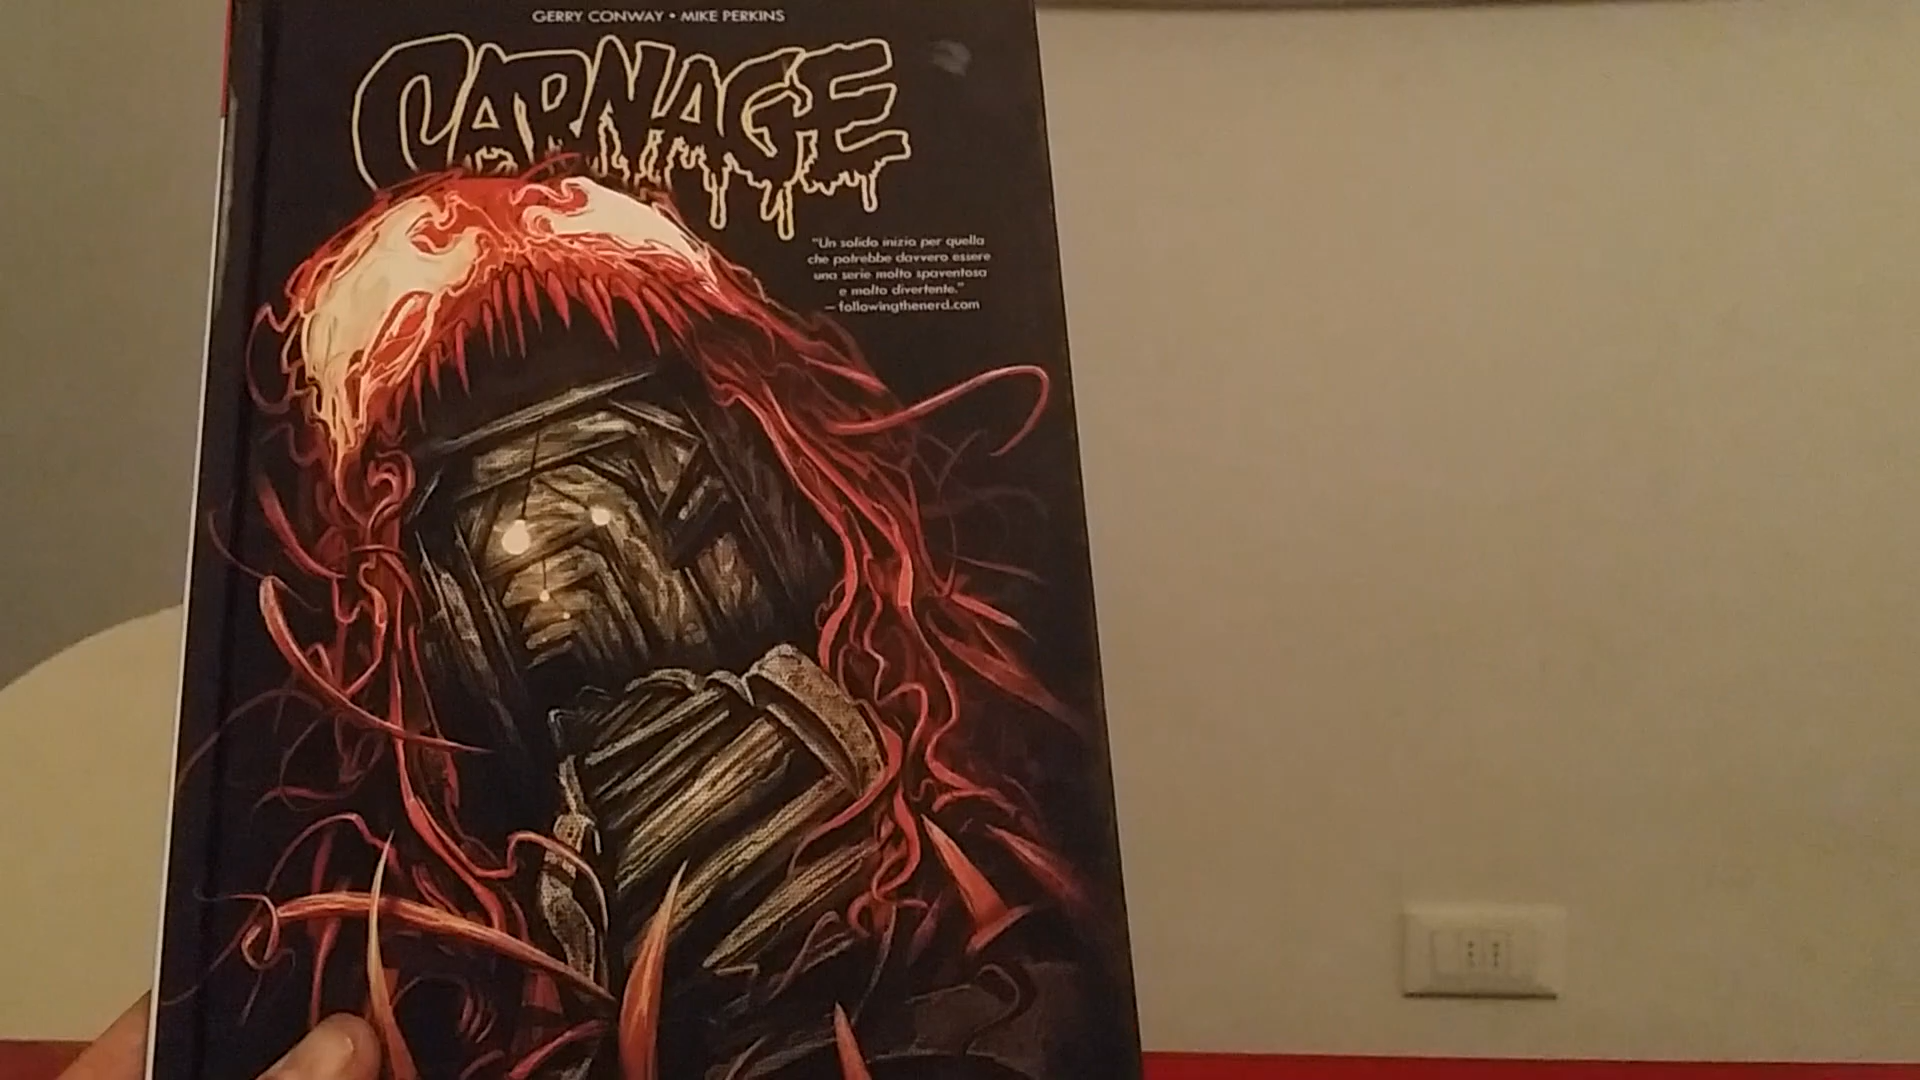 GERRY CONWAY • MIKE PERKINS
CARNAGE
"Un solido inizio per quella
che potrebbe davvero essere
una serie molto spaventosa
e molto divertente."
— followingthenerd.com